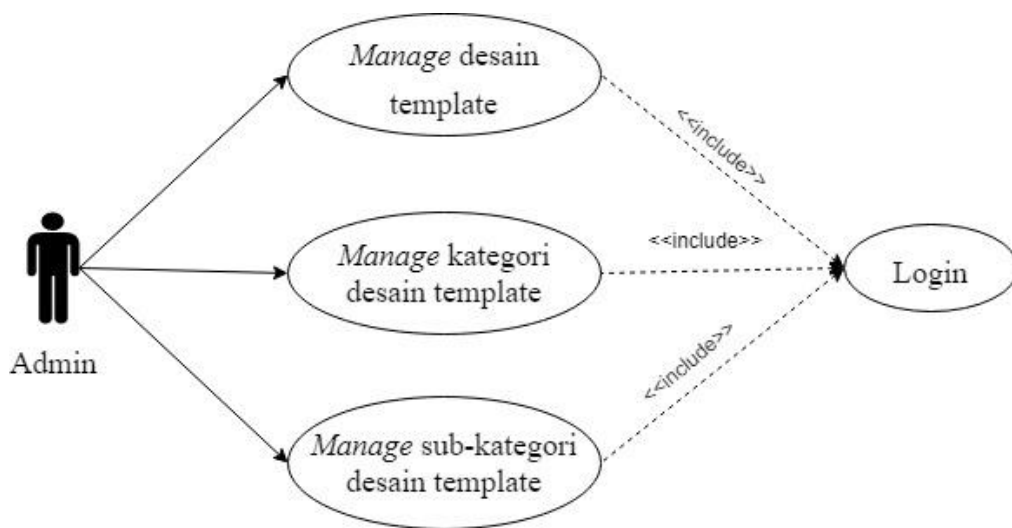 Manage desain
template
<<include>>
Manage kategori
desain template
<<include>>
Login
Admin
<<include>>
Manage sub-kategori
desain template